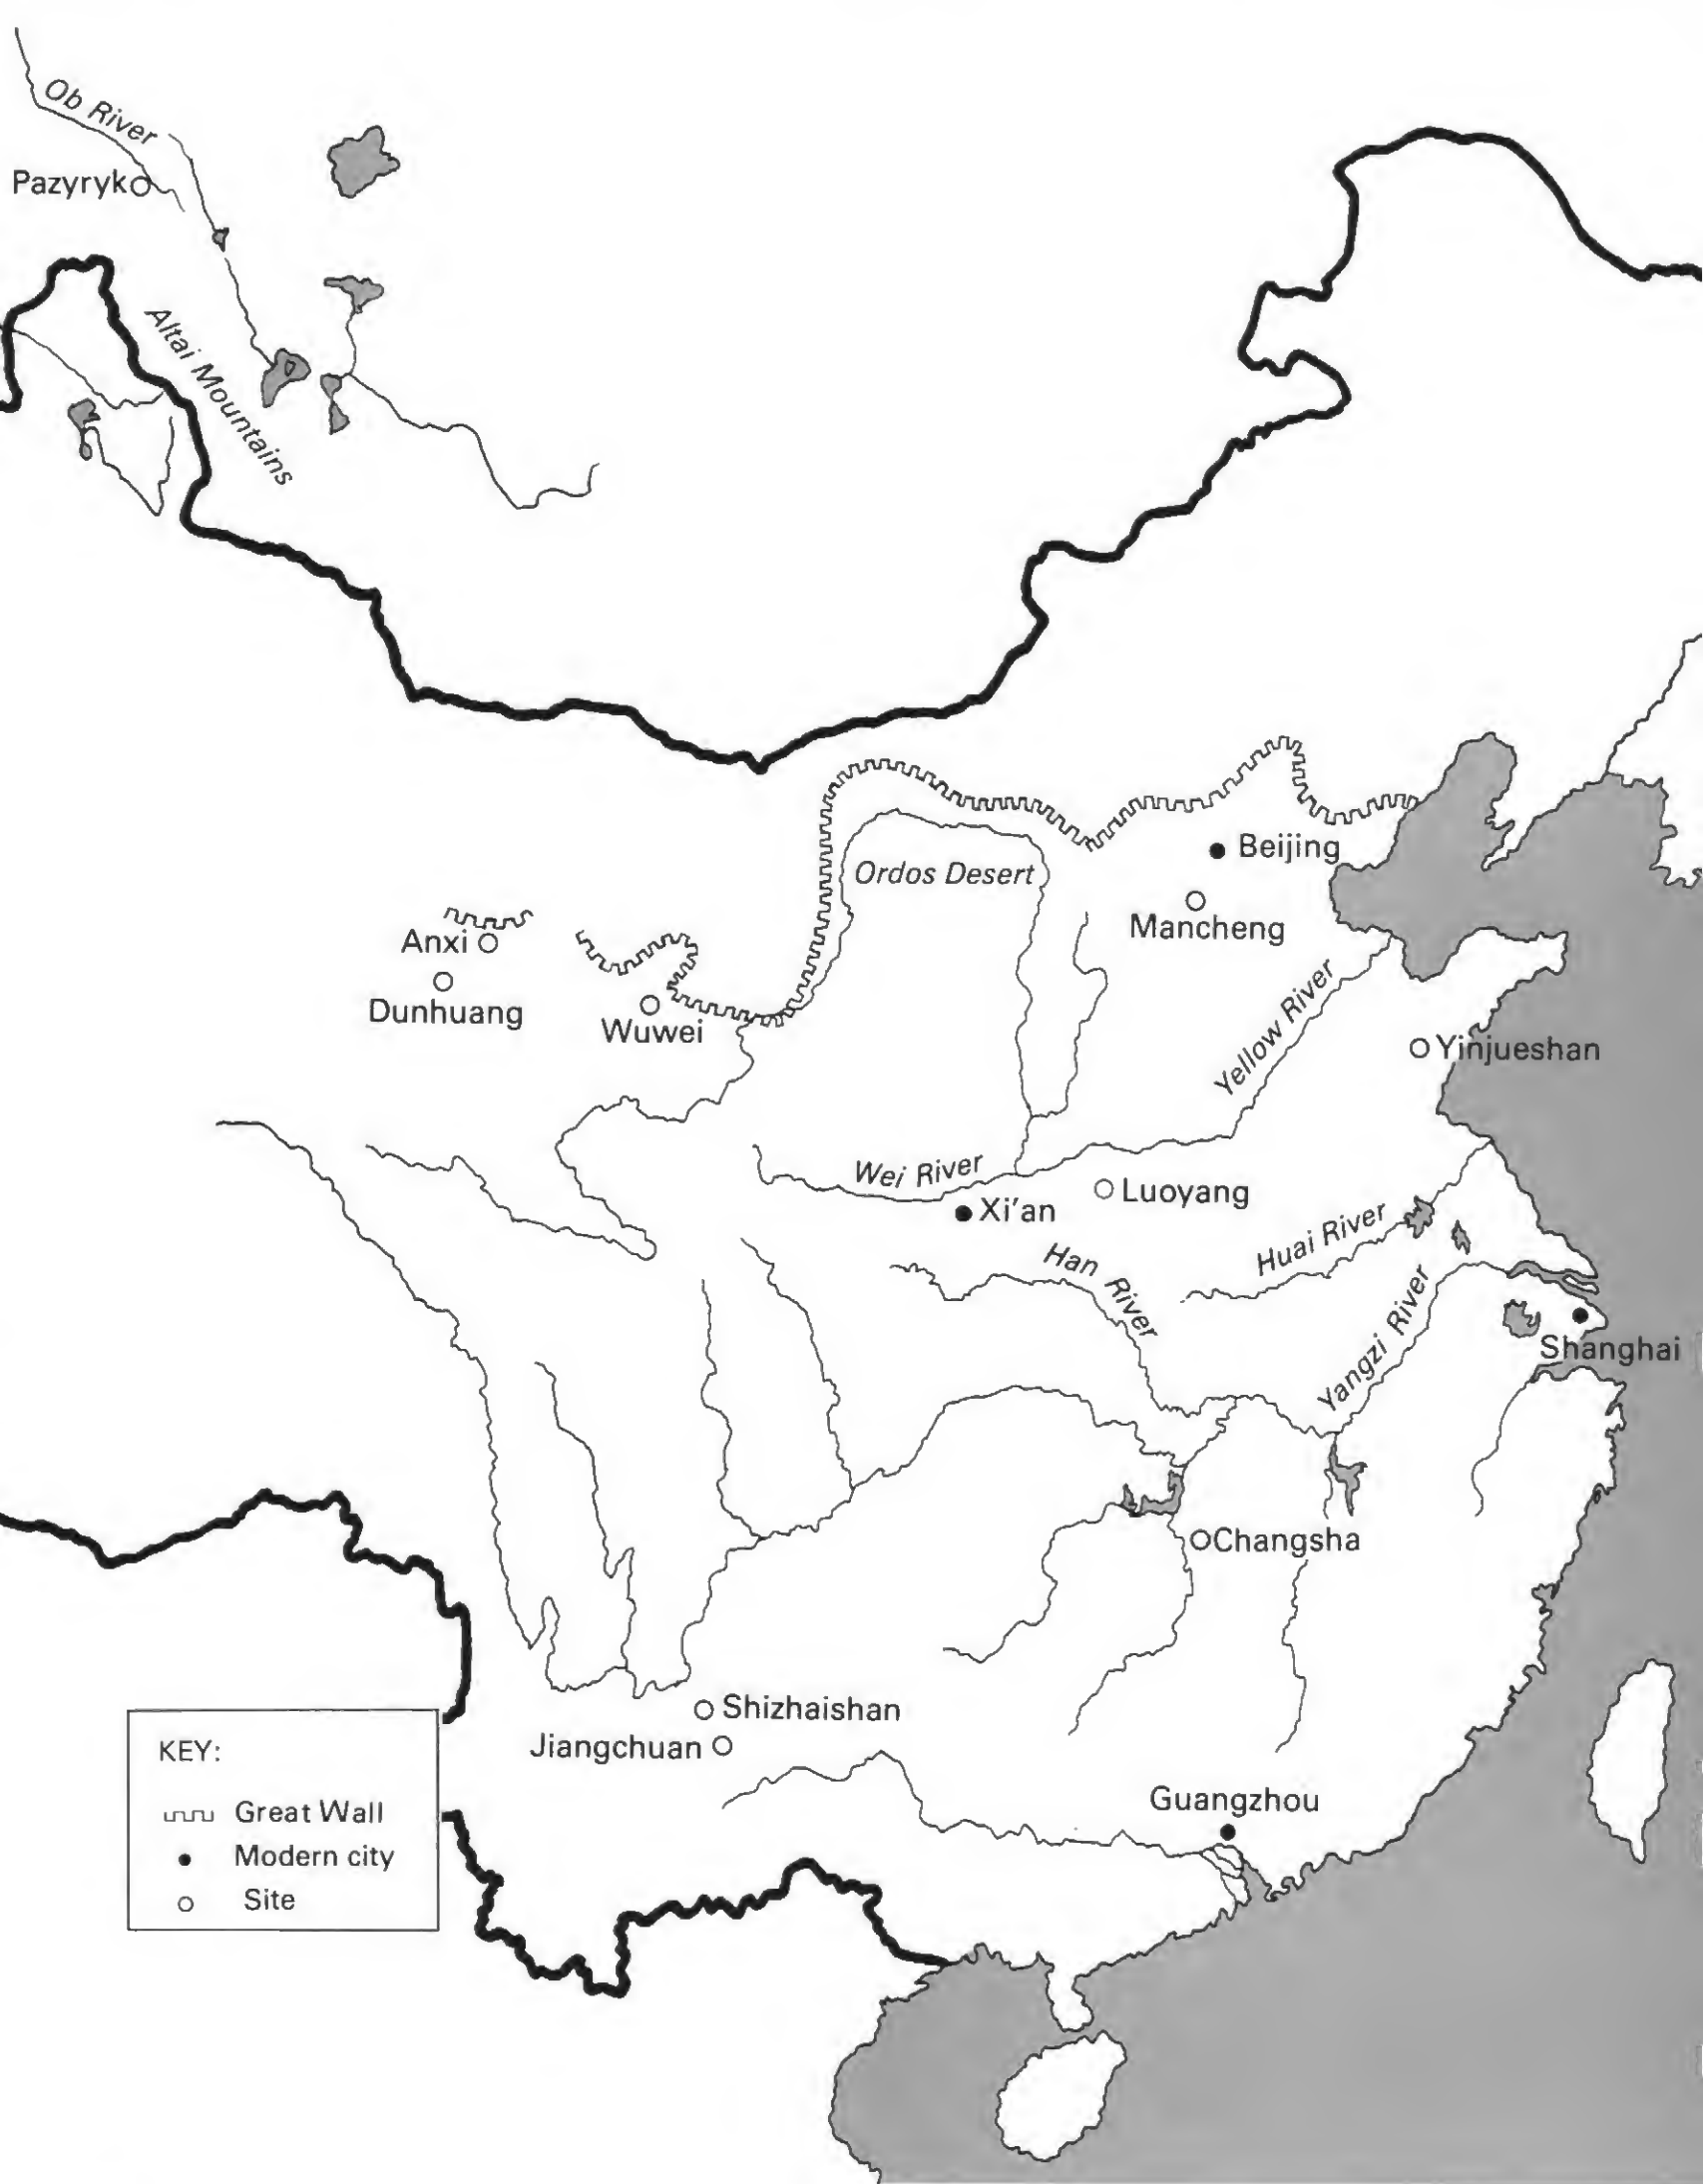 Ob River
Pazyryk
Altai Mountains
Beijing
Ordos Desert
Mancheng
Anxi
Dunhuang
Wuwei
Yellow River
Yinjueshan
Wei River
Luoyang
Xi'an
Huai River
Han River
Yangzi River
Shanghai
Changsha
Shizhaishan
Jiangchuan
Guangzhou
KEY:
Great Wall
Modern city
Site